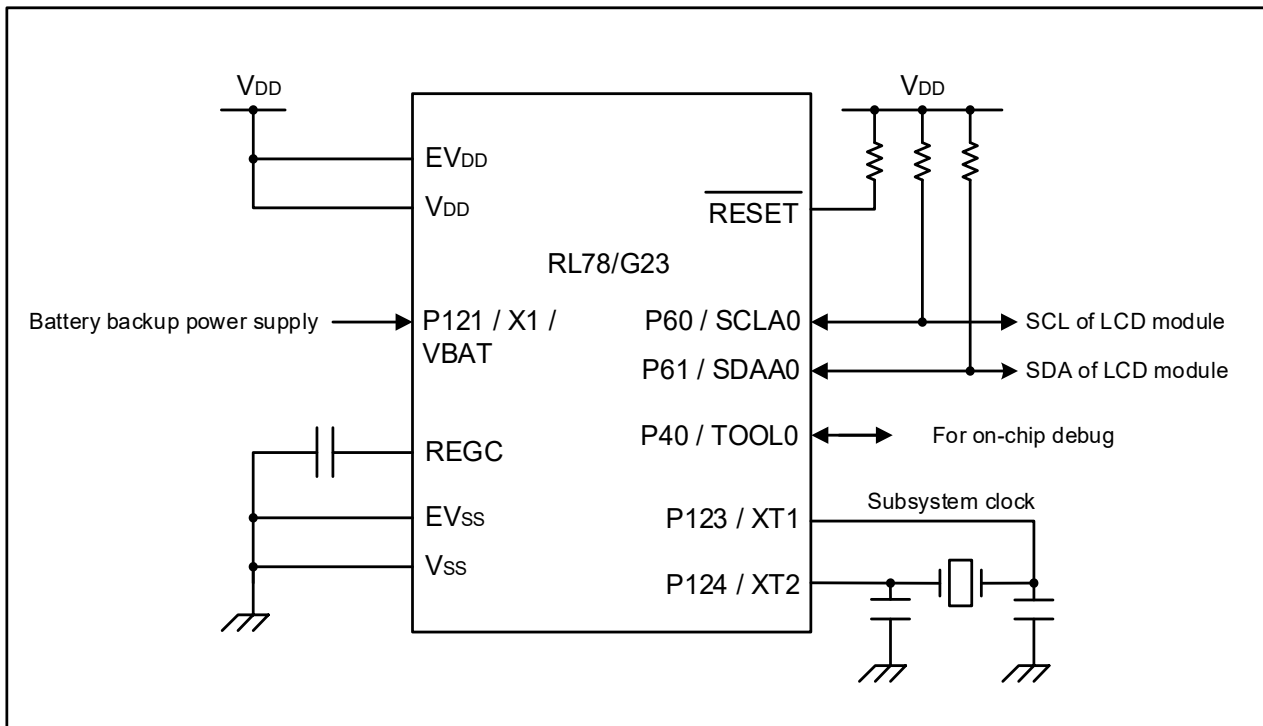 VDD
VDD
EVDD
VDD
RESET
RL78/G23
Battery backup power supply
P121 / X1 /
VBAT
P60 / SCLA0
SCL of LCD module
P61 / SDAA0
SDA of LCD module
P40 / TOOL0
For on-chip debug
REGC
Subsystem clock
EVSS
P123 / XT1
VSS
P124 / XT2